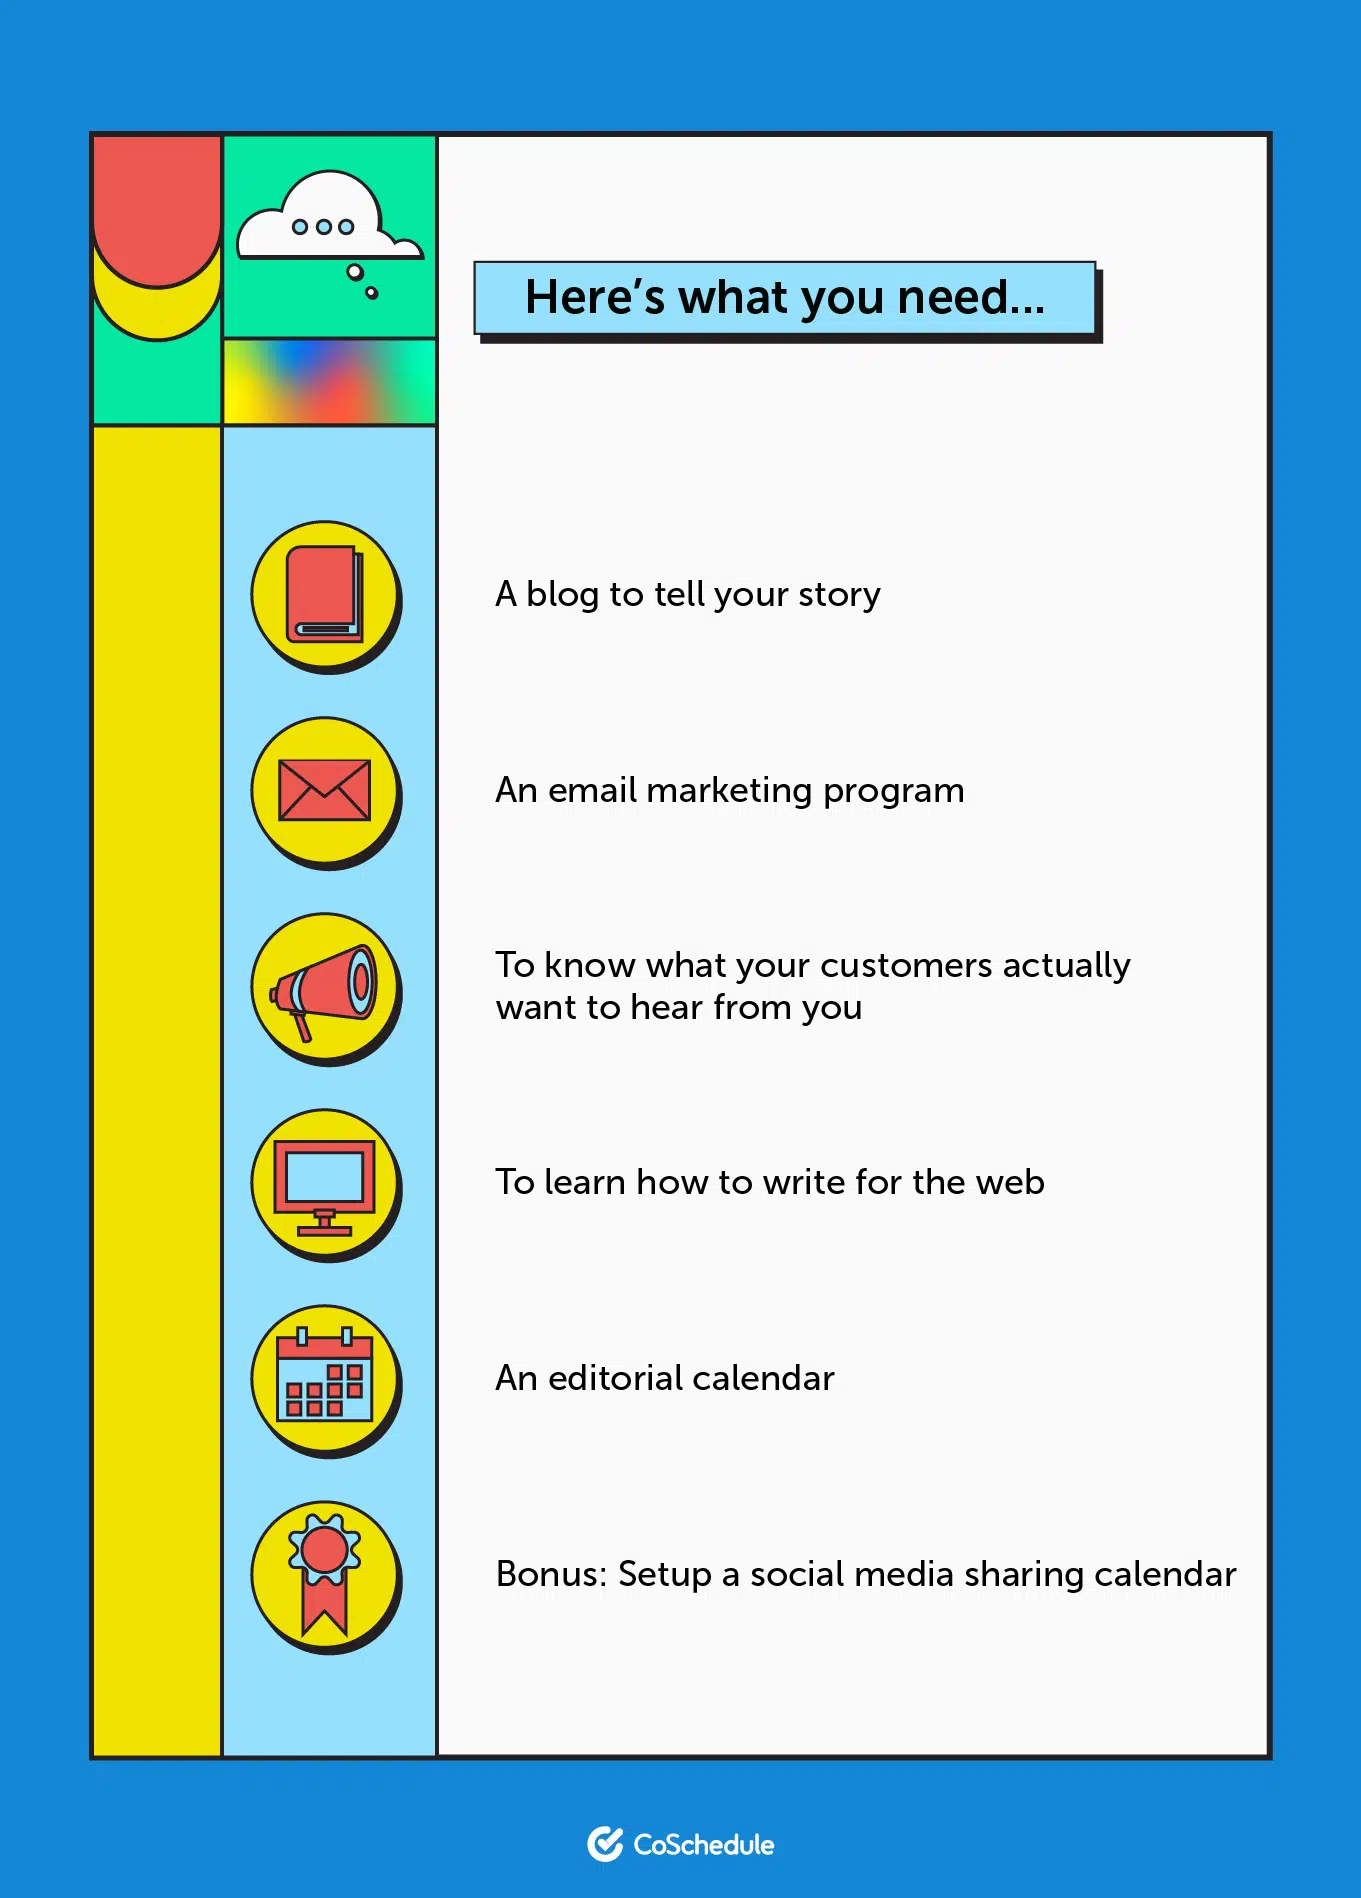 Here’s what you need...
A blog to tell your story
An email marketing program
To know what your customers actually
want to hear from you
To learn how to write for the web
An editorial calendar
Bonus: Setup a social media sharing calendar
CoSchedule